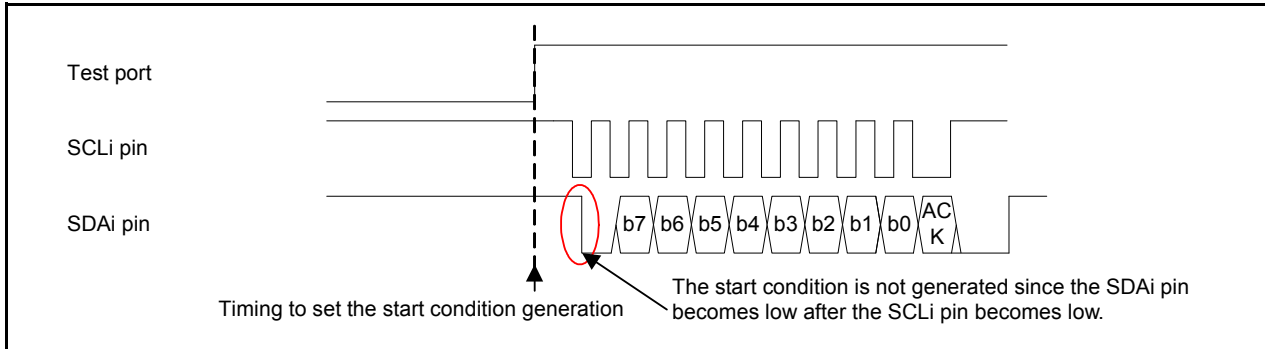 Test port
SCLi pin
SDAi pin
b7 b6 b5 b4 b3 b2 b1 b0 AC
K
Timing to set the start condition generation
The start condition is not generated since the SDAi pin
becomes low after the SCLi pin becomes low.